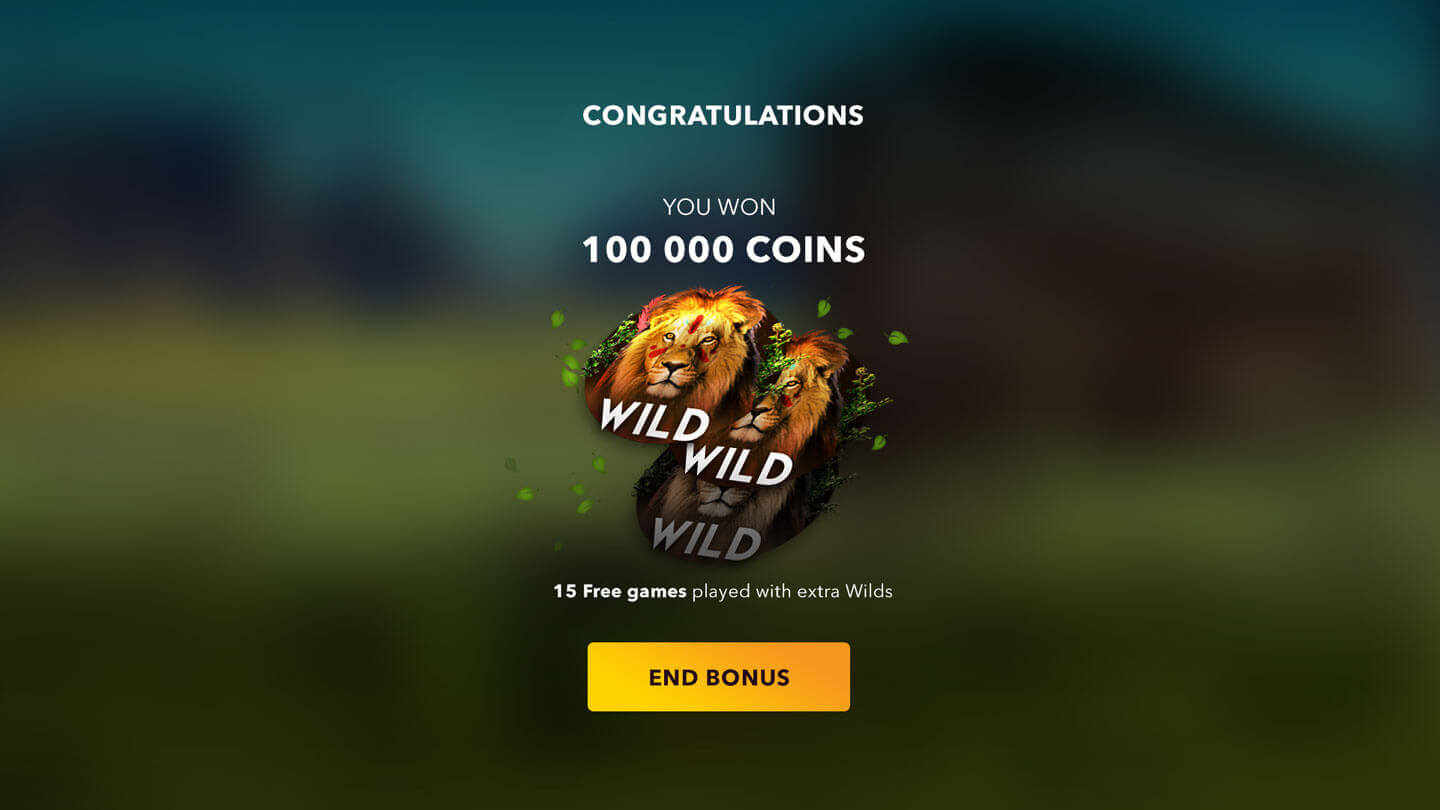 CONGRATULATIONS
YOU WON
100 000 COINS
WILD
WILD
WILD
15 Free games played with extra Wilds
END BONUS